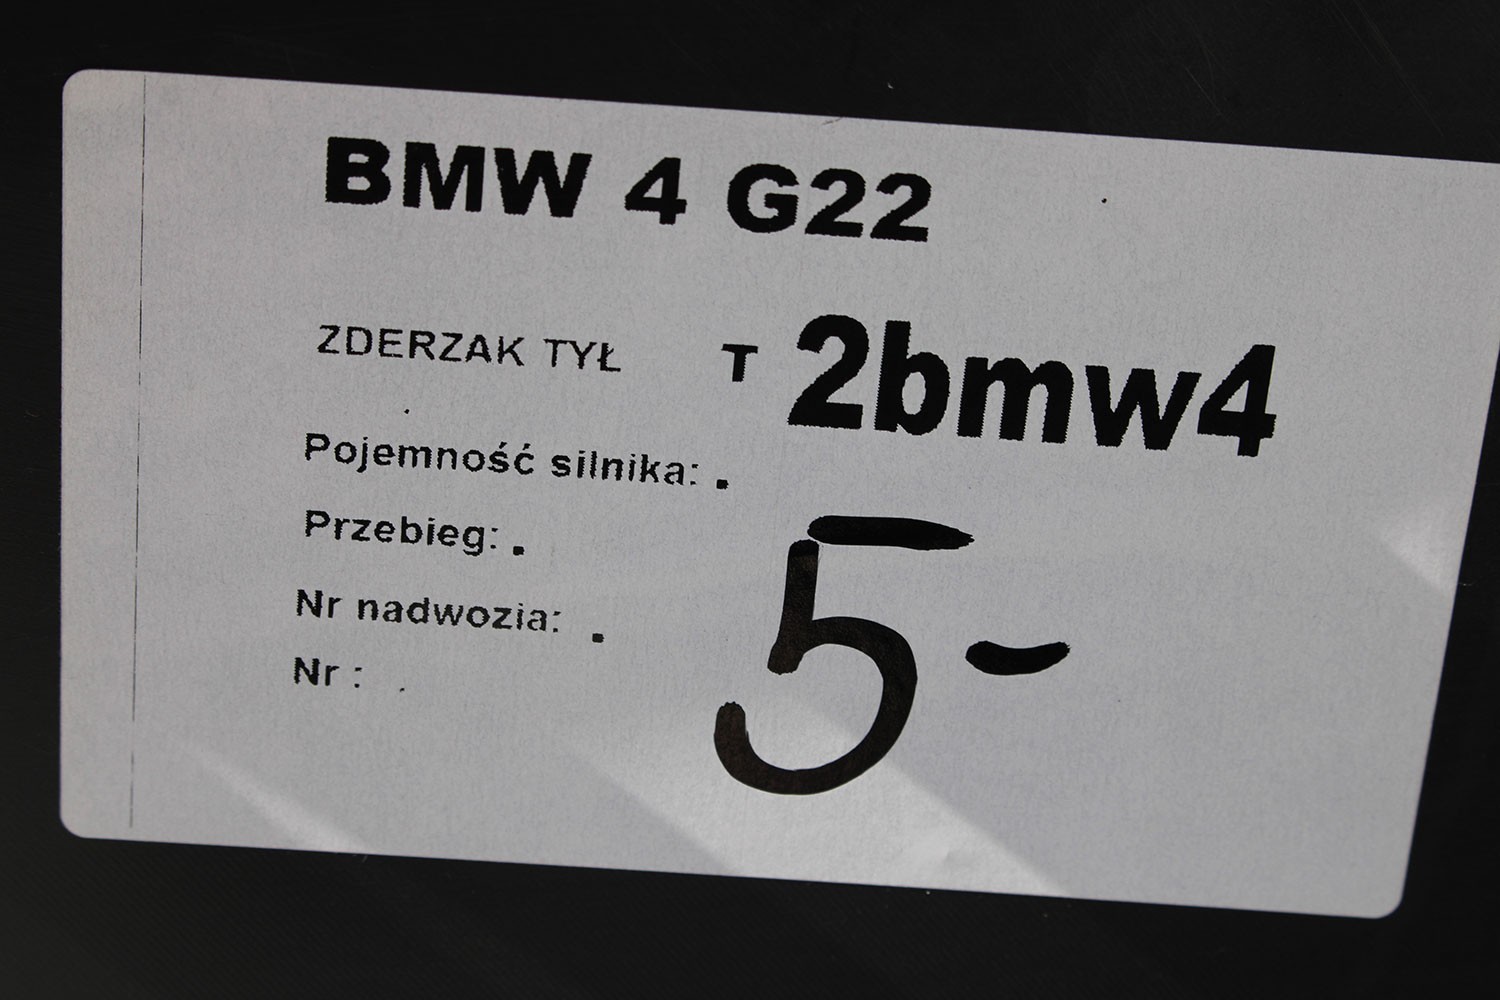 BMW 4 G22
ZDERZAK TYŁ T 2bmw4
Pojemność silnika: .
Przebieg: .
Nr nadwozia: .
Nr : .
5-